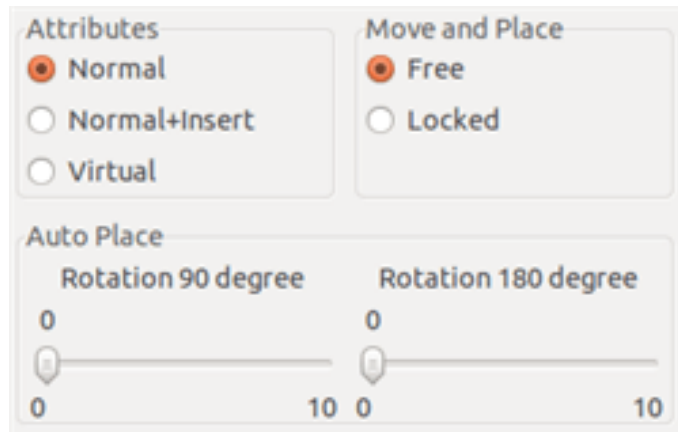 Attributes
Normal
Normal+Insert
Virtual
Move and Place
Free
Locked
Auto Place
Rotation 90 degree
0
0 10
Rotation 180 degree
0
0 10